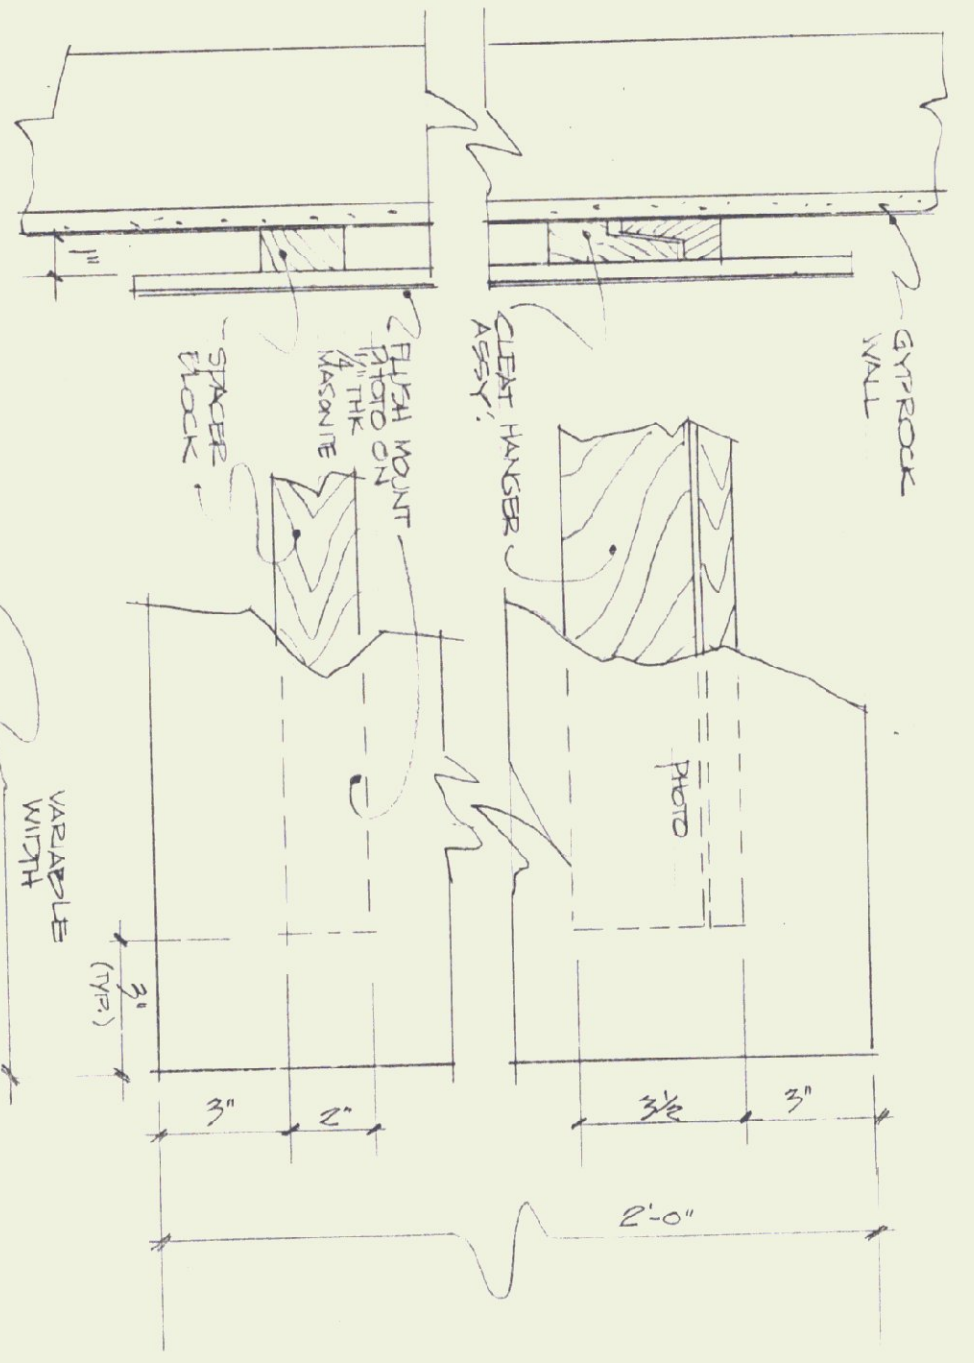 GYPROCK
WALL
CLEAT HANGER
ASSY.
FLUSH MOUNT
PHOTO ON
1/4" THK
MASONITE
SPACER
BLOCK
1"
PHOTO
VARIABLE
WIDTH
3"
(TYP.)
3"
3½
2"
3"
2'-0"